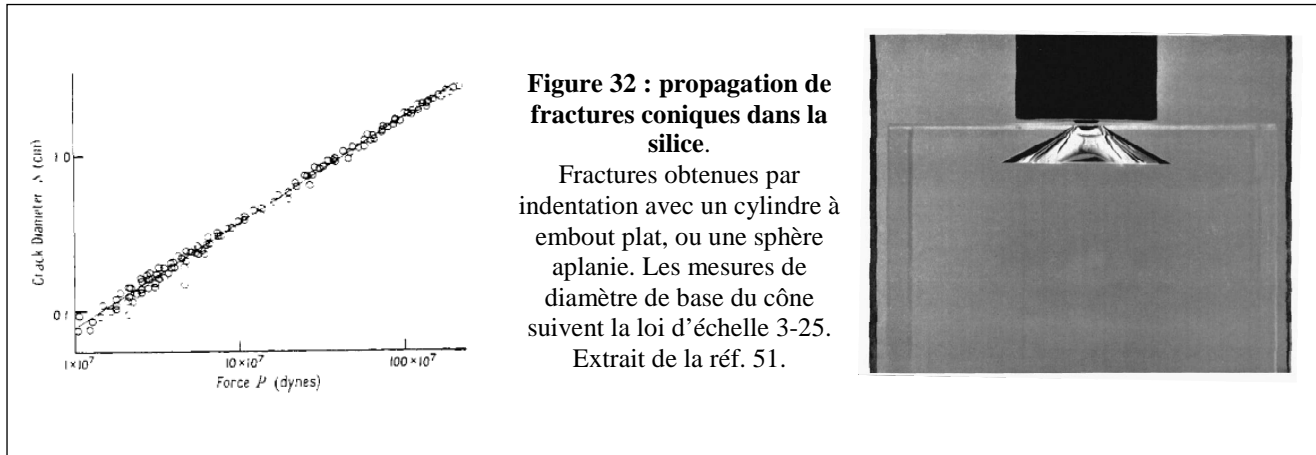 Crack Diameter (cm)
1.0
0.1
1×10⁷
10×10⁷
100×10⁷
Force P (dynes)
Figure 32 : propagation de
fractures coniques dans la
silice.
Fractures obtenues par
indentation avec un cylindre à
embout plat, ou une sphère
aplanie. Les mesures de
diamètre de base du cône
suivent la loi d’échelle 3-25.
Extrait de la réf. 51.